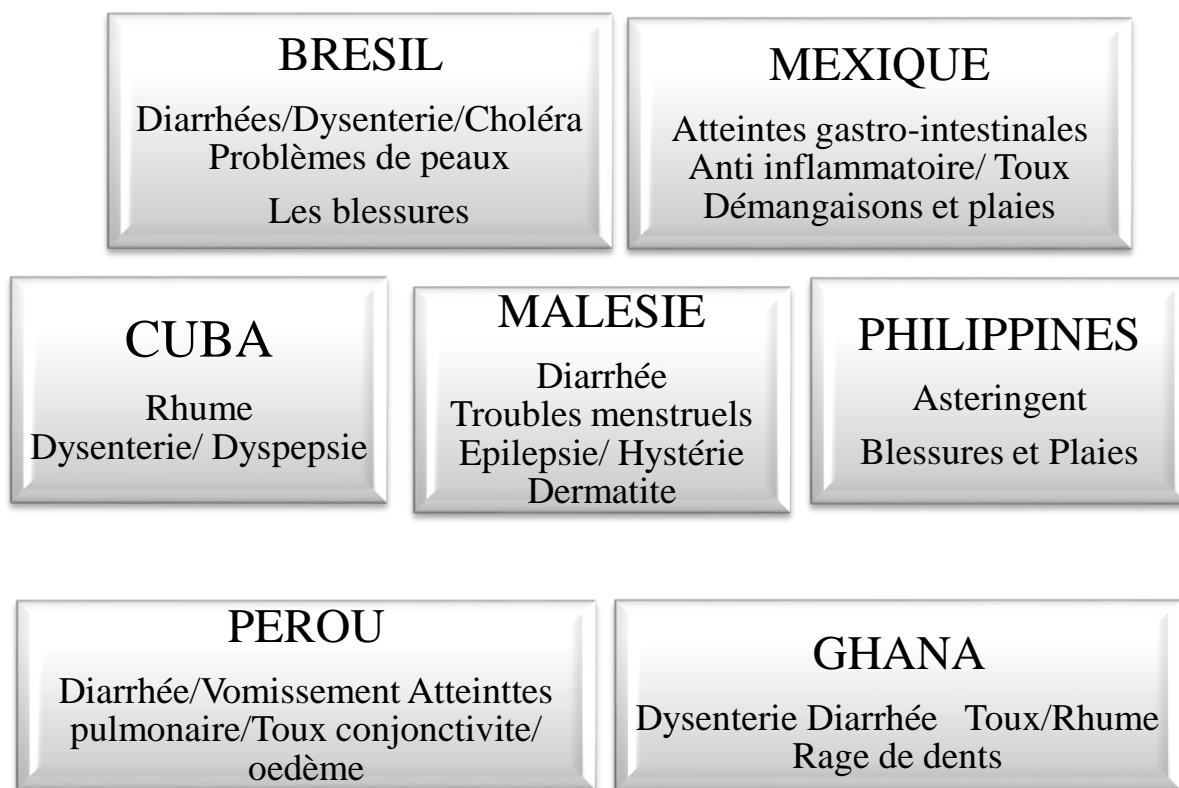 BRESIL
Diarrhées/Dysenterie/Choléra
Problèmes de peaux
Les blessures
MEXIQUE
Atteintes gastro-intestinales
Anti inflammatoire/ Toux
Démangaisons et plaies
CUBA
Rhume
Dysenterie/ Dyspepsie
MALESIE
Diarrhée
Troubles menstruels
Epilepsie/ Hystérie
Dermatite
PHILIPPINES
Asteringent
Blessures et Plaies
PEROU
Diarrhée/Vomissement Atteinttes
pulmonaire/Toux conjonctivite/
oedème
GHANA
Dysenterie Diarrhée Toux/Rhume
Rage de dents